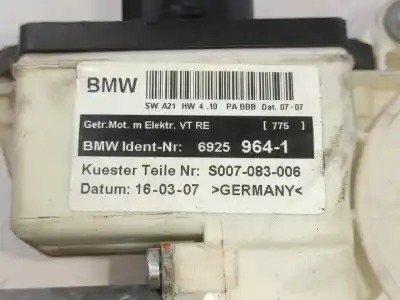 BMW
SW A21 HW 4 .10 PA BBB Dat. 07-07
Getr.Mot. m Elektr. VT RE [ 775 ]
BMW Ident-Nr: 6925 964-1
Kuester Teile Nr: S007-083-006
Datum: 16-03-07 >GERMANY<